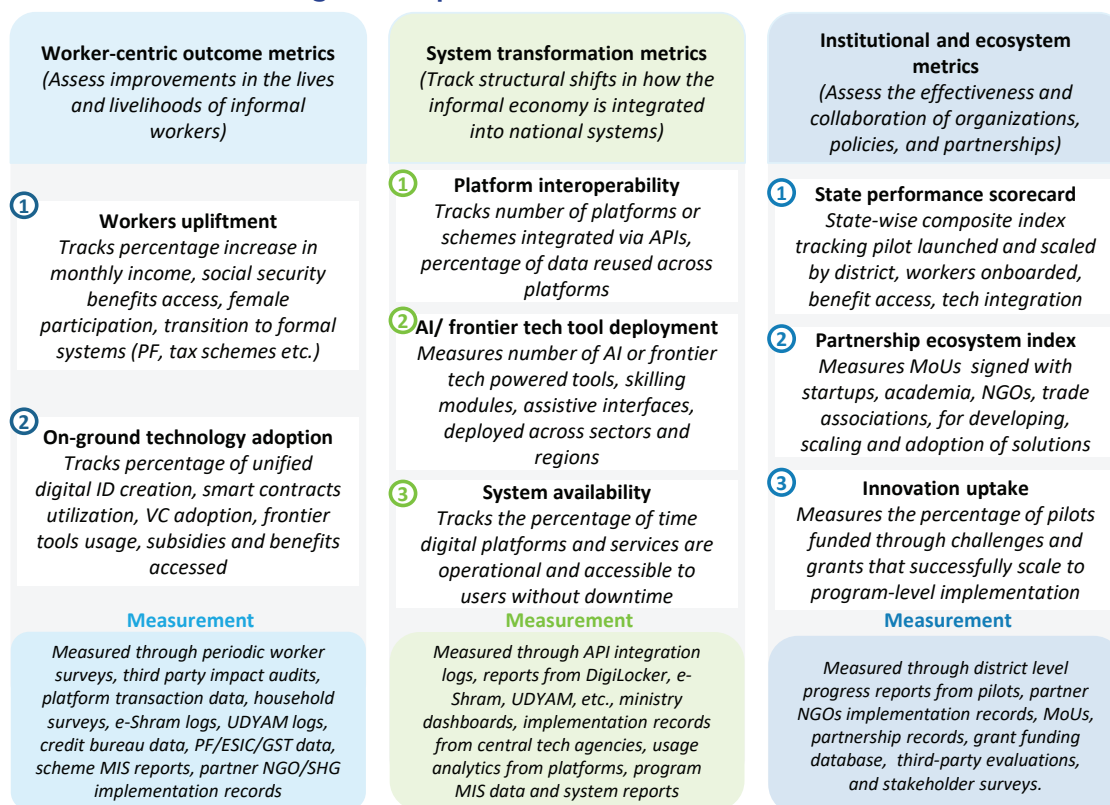 Worker-centric outcome metrics
(Assess improvements in the lives
and livelihoods of informal
workers)
1
Workers upliftment
Tracks percentage increase in
monthly income, social security
benefits access, female
participation, transition to formal
systems (PF, tax schemes etc.)
2
On-ground technology adoption
Tracks percentage of unified
digital ID creation, smart contracts
utilization, VC adoption, frontier
tools usage, subsidies and benefits
accessed
Measurement
Measured through periodic worker
surveys, third party impact audits,
platform transaction data, household
surveys, e-Shram logs, UDYAM logs,
credit bureau data, PF/ESIC/GST data,
scheme MIS reports, partner NGO/SHG
implementation records
System transformation metrics
(Track structural shifts in how the
informal economy is integrated
into national systems)
1
Platform interoperability
Tracks number of platforms or
schemes integrated via APIs,
percentage of data reused across
platforms
2
AI/ frontier tech tool deployment
Measures number of AI or frontier
tech powered tools, skilling
modules, assistive interfaces,
deployed across sectors and
regions
3
System availability
Tracks the percentage of time
digital platforms and services are
operational and accessible to
users without downtime
Measurement
Measured through API integration
logs, reports from DigiLocker, e-
Shram, UDYAM, etc., ministry
dashboards, implementation records
from central tech agencies, usage
analytics from platforms, program
MIS data and system reports
Institutional and ecosystem
metrics
(Assess the effectiveness and
collaboration of organizations,
policies, and partnerships)
1
State performance scorecard
State-wise composite index
tracking pilot launched and scaled
by district, workers onboarded,
benefit access, tech integration
2
Partnership ecosystem index
Measures MoUs signed with
startups, academia, NGOs, trade
associations, for developing,
scaling and adoption of solutions
3
Innovation uptake
Measures the percentage of pilots
funded through challenges and
grants that successfully scale to
program-level implementation
Measurement
Measured through district level
progress reports from pilots, partner
NGOs implementation records, MoUs,
partnership records, grant funding
database, third-party evaluations,
and stakeholder surveys.